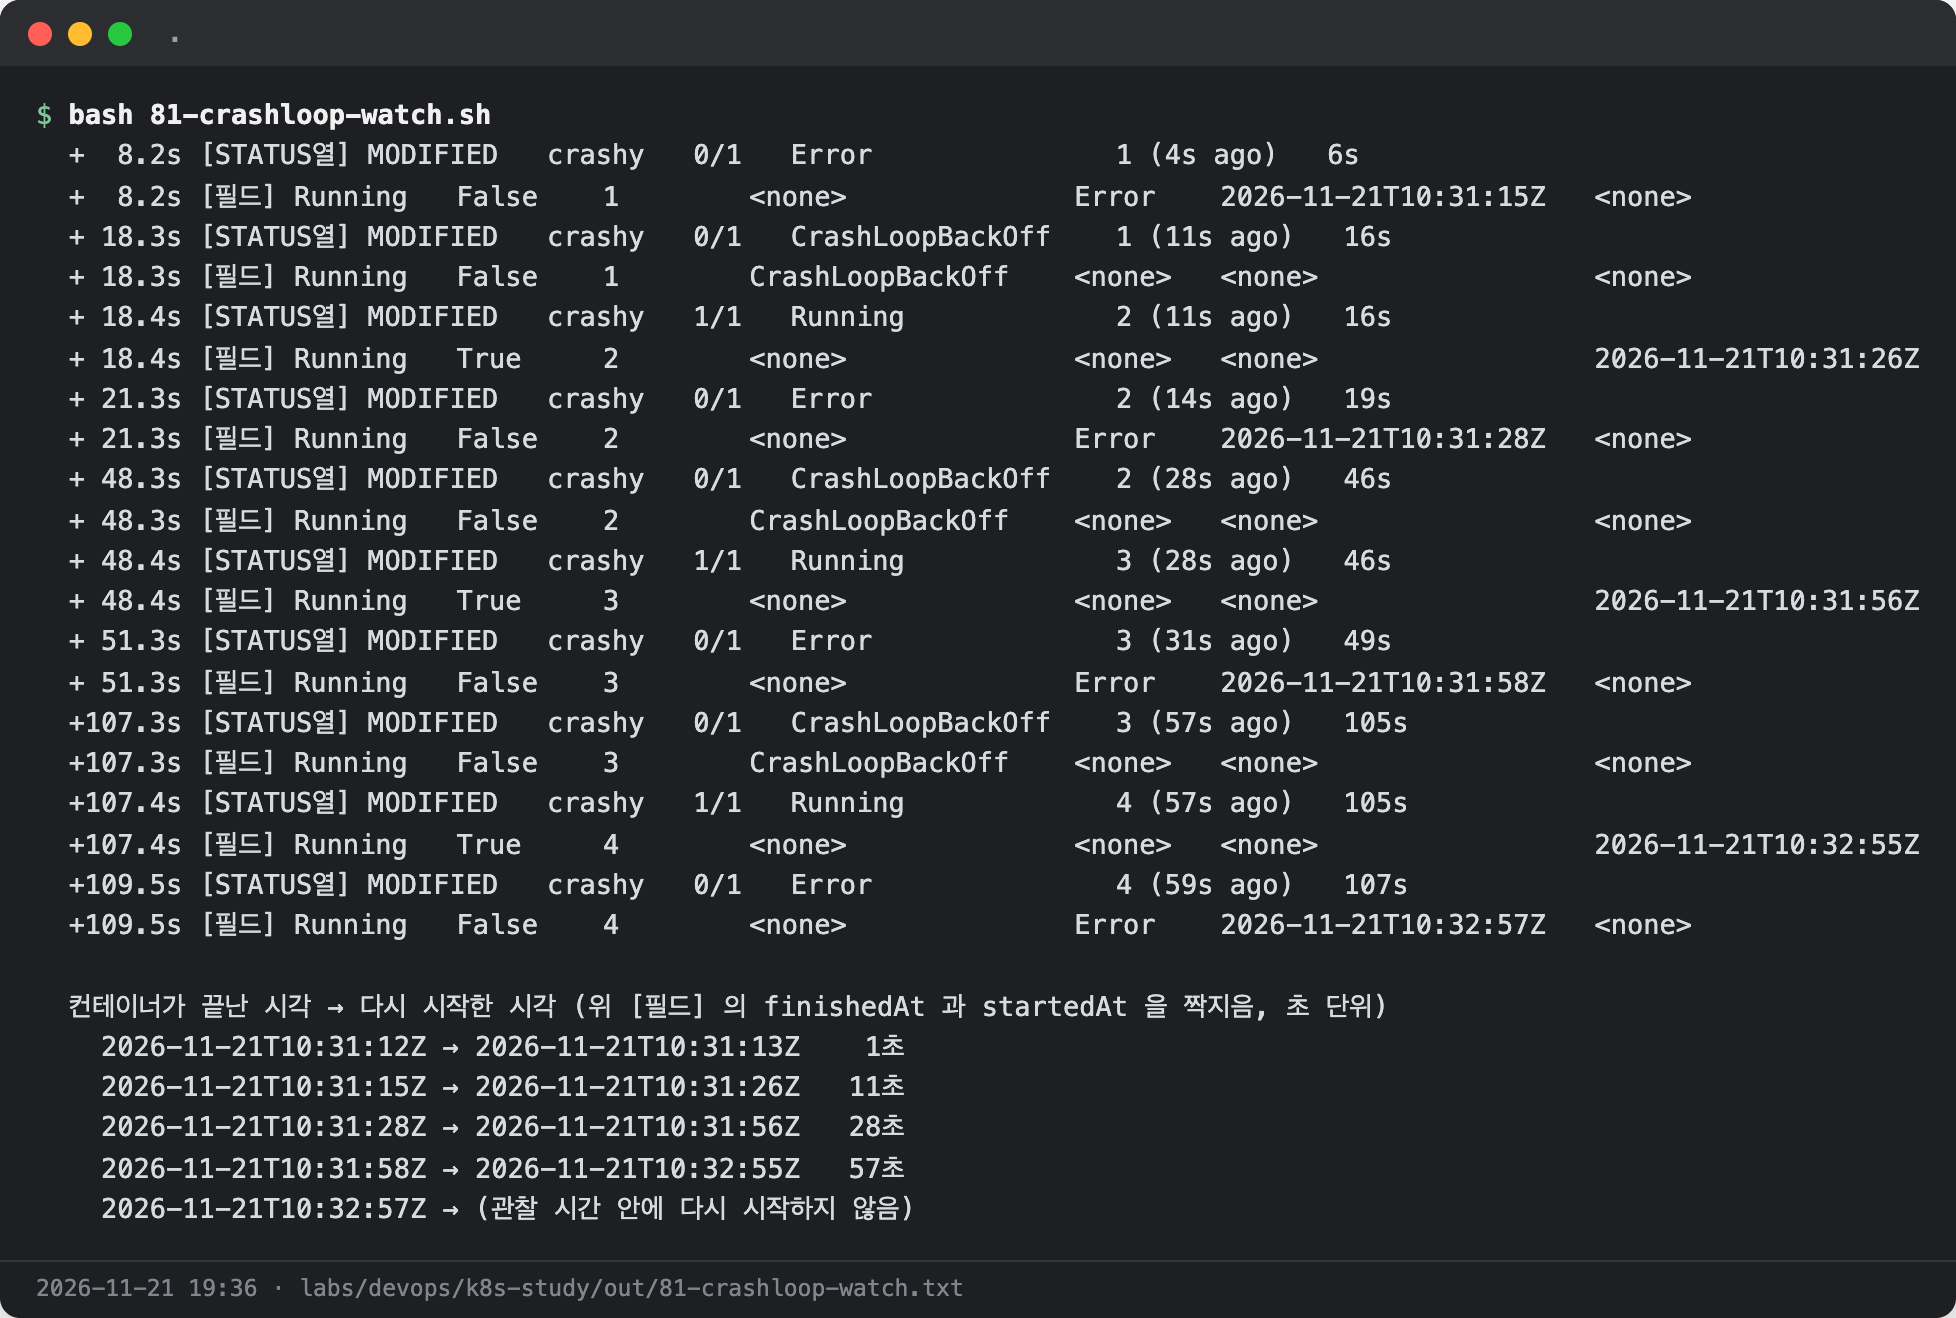 .
$ bash 81-crashloop-watch.sh
+  8.2s [STATUS열] MODIFIED   crashy   0/1   Error               1 (4s ago)   6s
+  8.2s [필드] Running   False    1        <none>              Error    2026-11-21T10:31:15Z   <none>
+ 18.3s [STATUS열] MODIFIED   crashy   0/1   CrashLoopBackOff    1 (11s ago)   16s
+ 18.3s [필드] Running   False    1        CrashLoopBackOff    <none>   <none>                 <none>
+ 18.4s [STATUS열] MODIFIED   crashy   1/1   Running             2 (11s ago)   16s
+ 18.4s [필드] Running   True     2        <none>              <none>   <none>                 2026-11-21T10:31:26Z
+ 21.3s [STATUS열] MODIFIED   crashy   0/1   Error               2 (14s ago)   19s
+ 21.3s [필드] Running   False    2        <none>              Error    2026-11-21T10:31:28Z   <none>
+ 48.3s [STATUS열] MODIFIED   crashy   0/1   CrashLoopBackOff    2 (28s ago)   46s
+ 48.3s [필드] Running   False    2        CrashLoopBackOff    <none>   <none>                 <none>
+ 48.4s [STATUS열] MODIFIED   crashy   1/1   Running             3 (28s ago)   46s
+ 48.4s [필드] Running   True     3        <none>              <none>   <none>                 2026-11-21T10:31:56Z
+ 51.3s [STATUS열] MODIFIED   crashy   0/1   Error               3 (31s ago)   49s
+ 51.3s [필드] Running   False    3        <none>              Error    2026-11-21T10:31:58Z   <none>
+107.3s [STATUS열] MODIFIED   crashy   0/1   CrashLoopBackOff    3 (57s ago)   105s
+107.3s [필드] Running   False    3        CrashLoopBackOff    <none>   <none>                 <none>
+107.4s [STATUS열] MODIFIED   crashy   1/1   Running             4 (57s ago)   105s
+107.4s [필드] Running   True     4        <none>              <none>   <none>                 2026-11-21T10:32:55Z
+109.5s [STATUS열] MODIFIED   crashy   0/1   Error               4 (59s ago)   107s
+109.5s [필드] Running   False    4        <none>              Error    2026-11-21T10:32:57Z   <none>
컨테이너가 끝난 시각 → 다시 시작한 시각 (위 [필드] 의 finishedAt 과 startedAt 을 짝지음, 초 단위)
2026-11-21T10:31:12Z → 2026-11-21T10:31:13Z    1초
2026-11-21T10:31:15Z → 2026-11-21T10:31:26Z   11초
2026-11-21T10:31:28Z → 2026-11-21T10:31:56Z   28초
2026-11-21T10:31:58Z → 2026-11-21T10:32:55Z   57초
2026-11-21T10:32:57Z → (관찰 시간 안에 다시 시작하지 않음)
2026-11-21 19:36 · labs/devops/k8s-study/out/81-crashloop-watch.txt